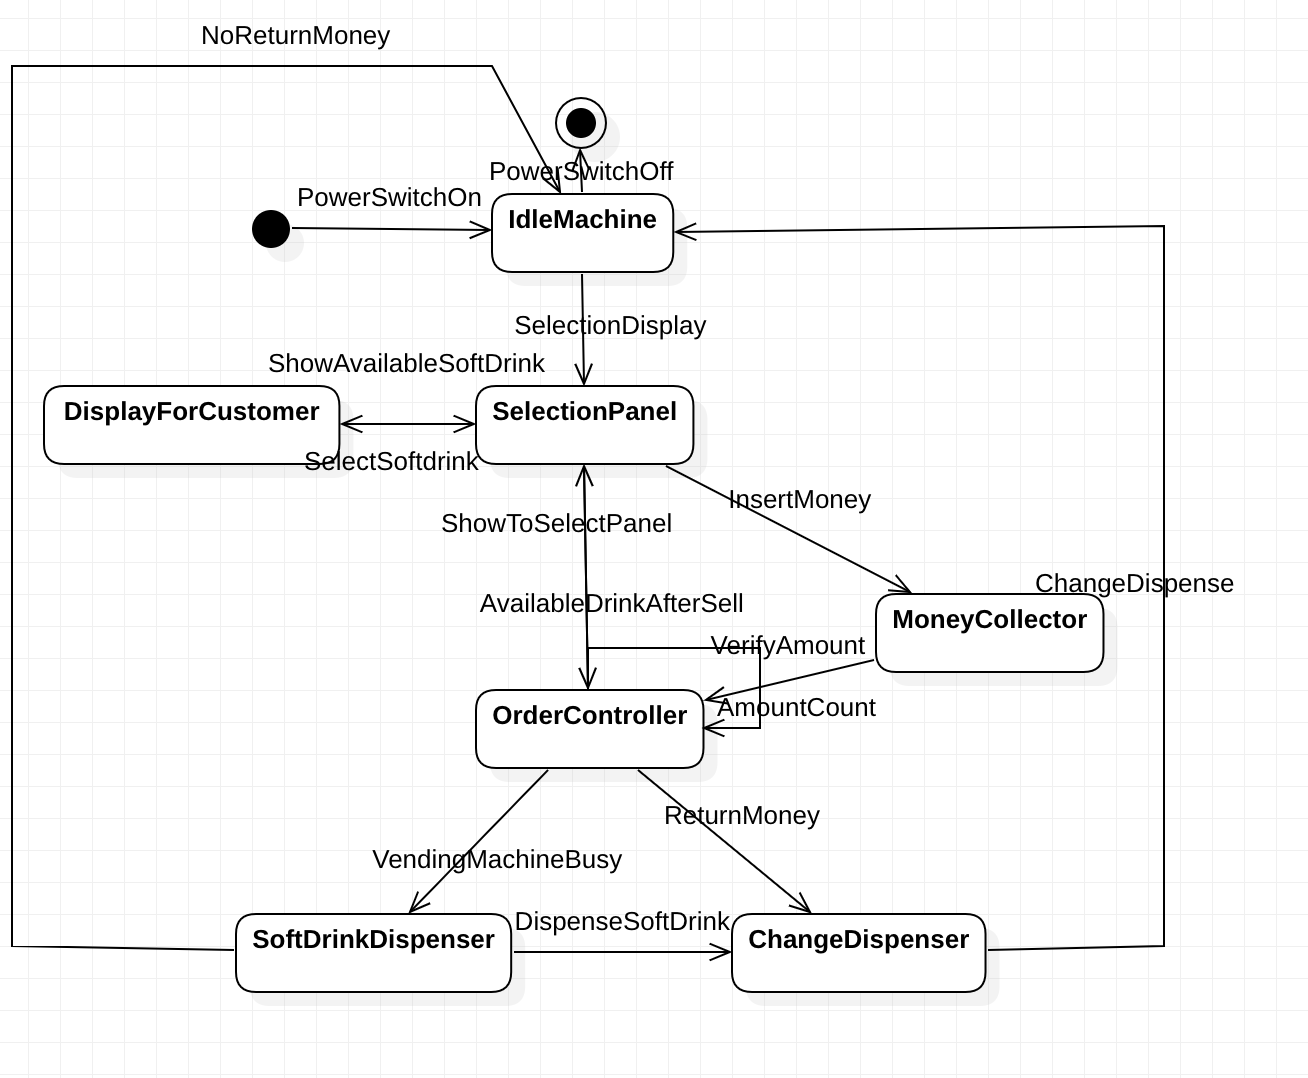 NoReturnMoney
PowerSwitchOff
PowerSwitchOn
IdleMachine
SelectionDisplay
ShowAvailableSoftDrink
DisplayForCustomer
SelectionPanel
SelectSoftdrink
InsertMoney
ShowToSelectPanel
ChangeDispense
AvailableDrinkAfterSell
MoneyCollector
VerifyAmount
AmountCount
OrderController
ReturnMoney
VendingMachineBusy
DispenseSoftDrink
SoftDrinkDispenser
ChangeDispenser